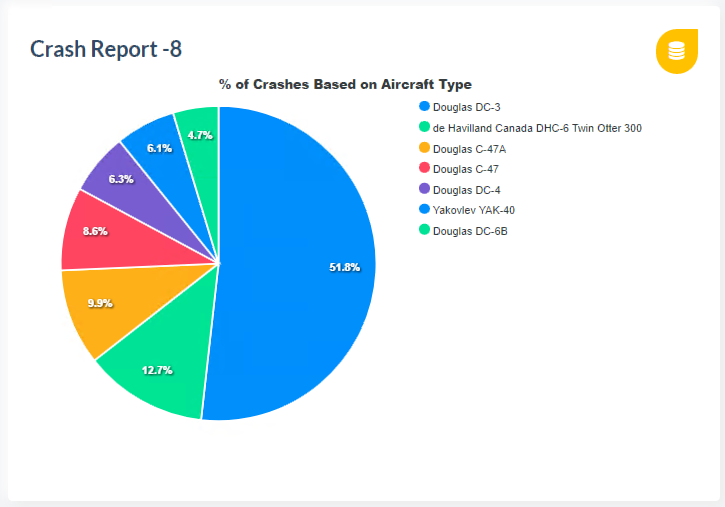 Crash Report -8
% of Crashes Based on Aircraft Type
Douglas DC-3
de Havilland Canada DHC-6 Twin Otter 300
Douglas C-47A
Douglas C-47
Douglas DC-4
Yakovlev YAK-40
Douglas DC-6B
4.7%
6.1%
6.3%
8.6%
51.8%
9.9%
12.7%